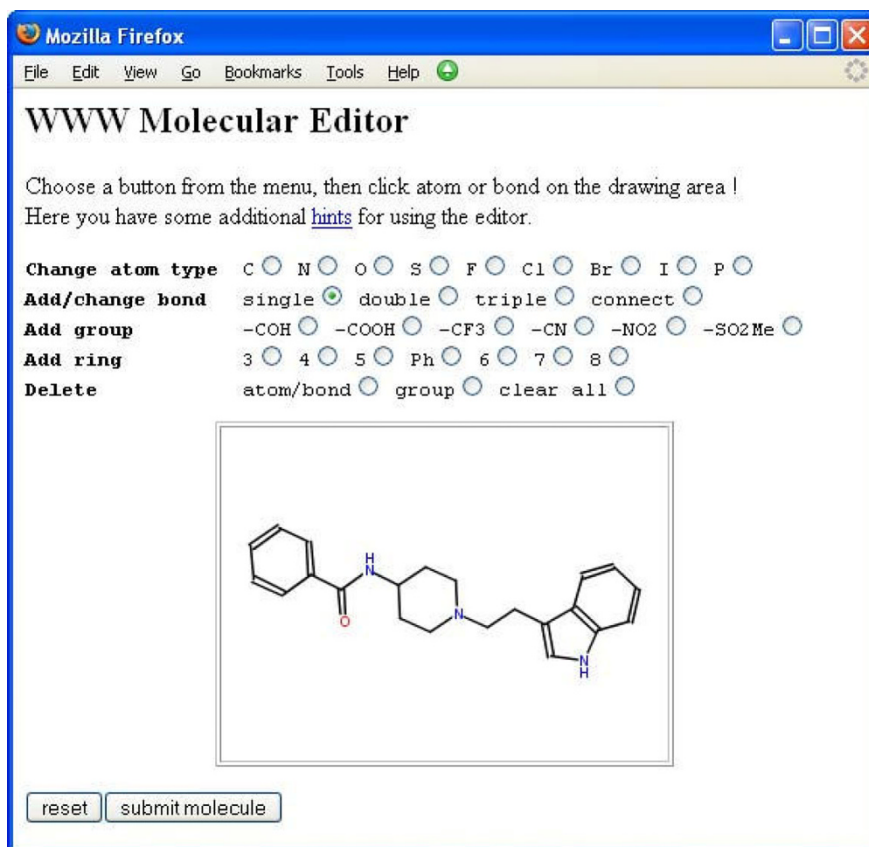 Mozilla Firefox
File Edit View Go Bookmarks Tools Help
WWW Molecular Editor
Choose a button from the menu, then click atom or bond on the drawing area !
Here you have some additional hints for using the editor.
Change atom type C N O S F Cl Br I P
Add/change bond single double triple connect
Add group -COH -COOH -CF3 -CN -NO2 -SO2Me
Add ring 3 4 5 Ph 6 7 8
Delete atom/bond group clear all
H
N
N
O
N
H
reset submit molecule